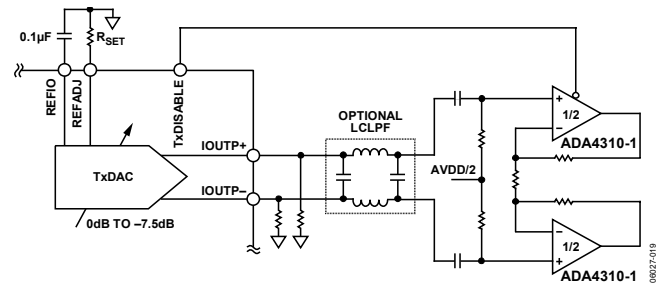 0.1µF
RSET
REFIO
REFADJ
TxDISABLE
IOUTP+
IOUTP–
TxDAC
0dB TO –7.5dB
OPTIONAL
LCLPF
AVDD/2
+
1/2
–
ADA4310-1
–
1/2
+
ADA4310-1
06027-019